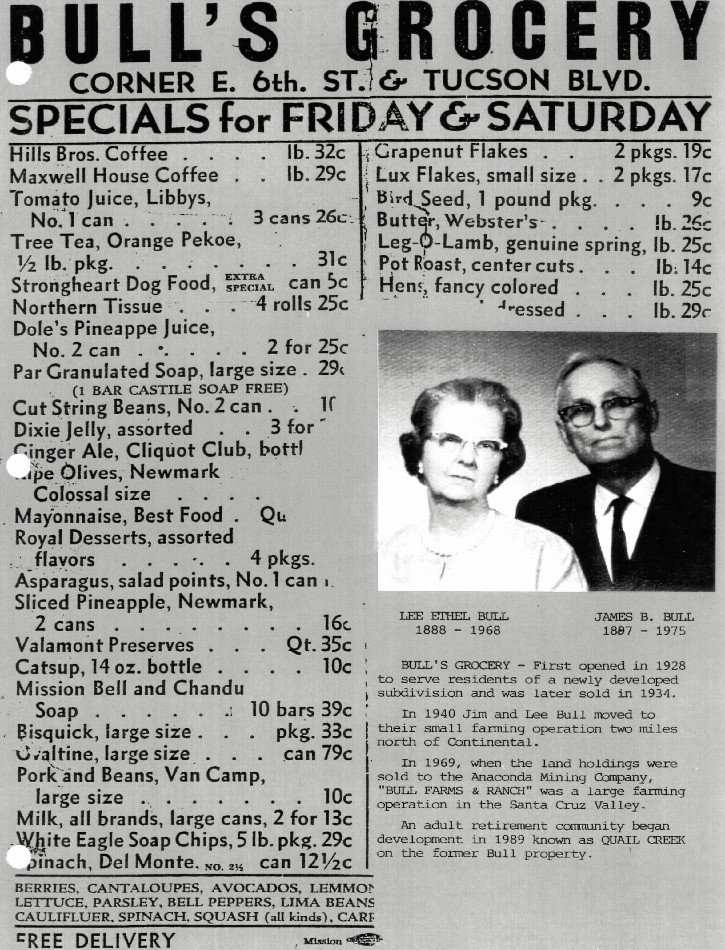 BULL'S GROCERY
CORNER E. 6th. ST. & TUCSON BLVD.
SPECIALS for FRIDAY & SATURDAY
Hills Bros. Coffee . . . . lb. 32c
Maxwell House Coffee . . lb. 29c
Tomato Juice, Libbys,
No. 1 can . . . . . 3 cans 26c
Tree Tea, Orange Pekoe,
½ lb. pkg. . . . . . . . 31c
Strongheart Dog Food, EXTRA SPECIAL can 5c
Northern Tissue . . . 4 rolls 25c
Dole's Pineappe Juice,
No. 2 can . . . . 2 for 25c
Par Granulated Soap, large size . 29c
(1 BAR CASTILE SOAP FREE)
Cut String Beans, No. 2 can . .
Dixie Jelly, assorted . . 3 for
Ginger Ale, Cliquot Club,
Olives, Newmark
Colossal size . . . .
Mayonnaise, Best Food .
Royal Desserts, assorted
flavors . . . . . 4 pkgs.
Asparagus, salad points, No. 1 can
Sliced Pineapple, Newmark,
2 cans . . . . . . . . 16c
Valamont Preserves . . . Qt. 35c
Catsup, 14 oz. bottle . . . . 10c
Mission Bell and Chandu
Soap . . . . . . 10 bars 39c
Bisquick, large size . . . pkg. 33c
Ovaltine, large size . . . can 79c
Pork and Beans, Van Camp,
large size . . . . . . . 10c
Milk, all brands, large cans, 2 for 13c
White Eagle Soap Chips, 5 lb. pkg. 29c
Spinach, Del Monte. NO. 2½ can 12½c
BERRIES, CANTALOUPES, AVOCADOS,
LETTUCE, PARSLEY, BELL PEPPERS, LIMA BEANS
CAULIFLUER, SPINACH, SQUASH (all kinds),
FREE DELIVERY
Mission
Grapenut Flakes . . 2 pkgs. 19c
Lux Flakes, small size . . 2 pkgs. 17c
Bird Seed, 1 pound pkg. . . . 9c
Butter, Webster's . . . . lb. 26c
Leg-O-Lamb, genuine spring, lb. 25c
Pot Roast, center cuts . . . lb. 14c
Hens, fancy colored . . . lb. 25c
dressed . . . lb. 29c
LEE ETHEL BULL JAMES B. BULL
1888 - 1968 1887 - 1975
BULL'S GROCERY - First opened in 1928
to serve residents of a newly developed
subdivision and was later sold in 1934.
In 1940 Jim and Lee Bull moved to
their small farming operation two miles
north of Continental.
In 1969, when the land holdings were
sold to the Anaconda Mining Company,
"BULL FARMS & RANCH" was a large farming
operation in the Santa Cruz Valley.
An adult retirement community began
development in 1989 known as QUAIL CREEK
on the former Bull property.